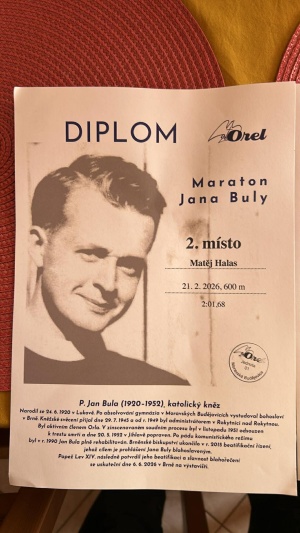 DIPLOM
Orel
Maraton
Jana Buly
2. místo
Matěj Halas
21. 2. 2026, 600 m
2:01.68
Orel
P. Jan Bula (1920–1952), katolický kněz
Narodil se 24. 6. 1920 v Lukově. Po absolvování gymnázia v Moravských Budějovicích vystudoval bohosloví
v Brně. Kněžské svěcení přijal dne 29. 7. 1945 a od r. 1949 byl administrátorem v Rokytnici nad Rokytnou.
Byl aktivním členem Orla. V zinscenovaném soudním procesu byl v listopadu 1951 odsouzen
k trestu smrti a dne 20. 5. 1952 v Jihlavě popraven. Po pádu komunistického režimu
byl v r. 1990 Jan Bula plně rehabilitován. Brněnské biskupství ukončilo v r. 2015 beatifikační řízení,
jehož cílem je prohlášení Jana Buly blahoslaveným.
Papež Lev XIV. následně potvrdil jeho beatifikaci a slavnost blahořečení
se uskuteční dne 6. 6. 2026 v Brně na výstavišti.